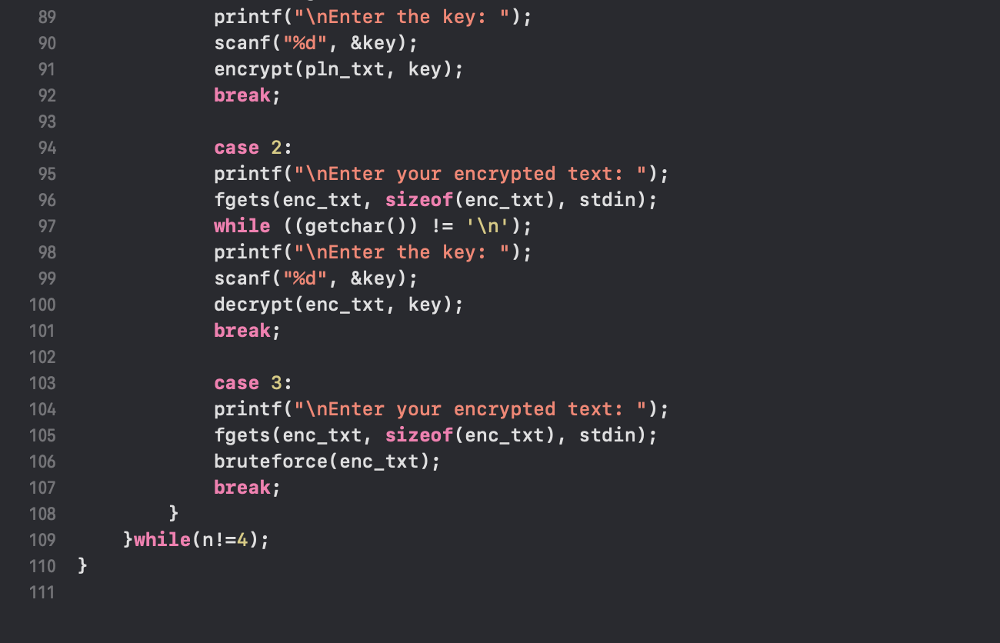 89 printf("\nEnter the key: ");
90 scanf("%d", &key);
91 encrypt(pln_txt, key);
92 break;
93
94 case 2:
95 printf("\nEnter your encrypted text: ");
96 fgets(enc_txt, sizeof(enc_txt), stdin);
97 while ((getchar()) != '\n');
98 printf("\nEnter the key: ");
99 scanf("%d", &key);
100 decrypt(enc_txt, key);
101 break;
102
103 case 3:
104 printf("\nEnter your encrypted text: ");
105 fgets(enc_txt, sizeof(enc_txt), stdin);
106 bruteforce(enc_txt);
107 break;
108 }
109 }while(n!=4);
110 }
111